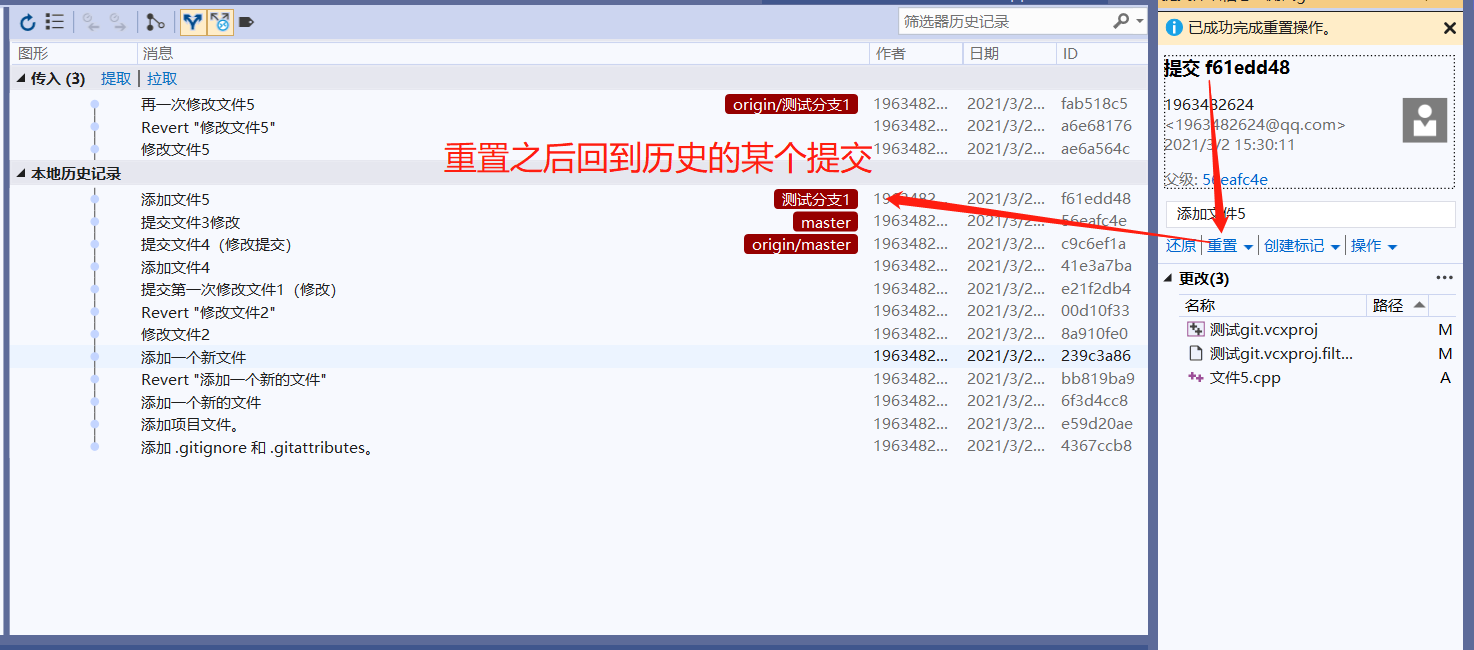 筛选器历史记录
图形 消息 作者 日期 ID
传入 (3) 提取 拉取
再一次修改文件5 origin/测试分支1 1963482... 2021/3/2... fab518c5
Revert "修改文件5" 1963482... 2021/3/2... a6e68176
修改文件5 1963482... 2021/3/2... ae6a564c
重置之后回到历史的某个提交
本地历史记录
添加文件5 测试分支1 2021/3/2... f61edd48
提交文件3修改 master 1963482... 2021/3/2... 56eafc4e
提交文件4（修改提交） origin/master 1963482... 2021/3/2... c9c6ef1a
添加文件4 1963482... 2021/3/2... 41e3a7ba
提交第一次修改文件1（修改） 1963482... 2021/3/2... e21f2db4
Revert "修改文件2" 1963482... 2021/3/2... 00d10f33
修改文件2 1963482... 2021/3/2... 8a910fe0
添加一个新文件 1963482... 2021/3/2... 239c3a86
Revert "添加一个新的文件" 1963482... 2021/3/2... bb819ba9
添加一个新的文件 1963482... 2021/3/2... 6f3d4cc8
添加项目文件。 1963482... 2021/3/2... e59d20ae
添加 .gitignore 和 .gitattributes。 1963482... 2021/3/2... 4367ccb8
已成功完成重置操作。
提交 f61edd48
1963482624
<1963482624@qq.com>
2021/3/2 15:30:11
父级: 56eafc4e
添加文件5
还原 重置 创建标记 操作
更改(3) ...
名称 路径
测试git.vcxproj M
测试git.vcxproj.filt... M
文件5.cpp A